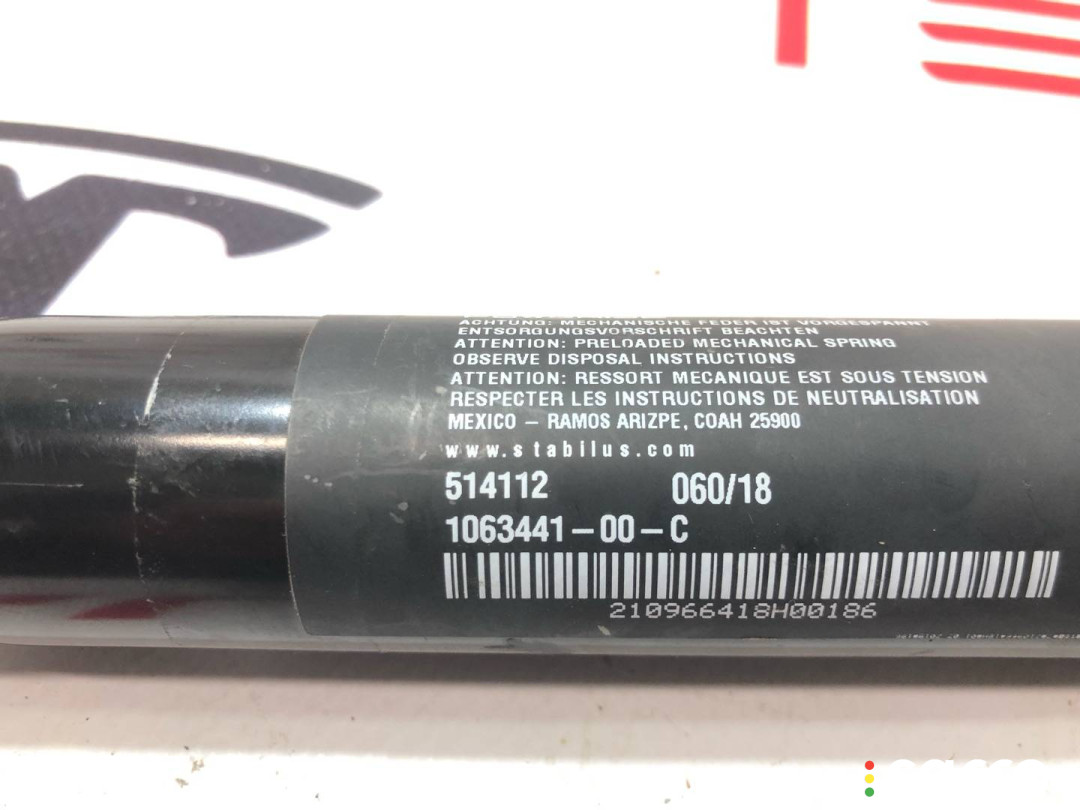 ACHTUNG: MECHANISCHE FEDER IST VORGESPANNT
ENTSORGUNGSVORSCHRIFT BEACHTEN
ATTENTION: PRELOADED MECHANICAL SPRING
OBSERVE DISPOSAL INSTRUCTIONS
ATTENTION: RESSORT MECANIQUE EST SOUS TENSION
RESPECTER LES INSTRUCTIONS DE NEUTRALISATION
MEXICO – RAMOS ARIZPE, COAH 25900
www.stabilus.com
514112 060/18
1063441–00–C
210966418H00186